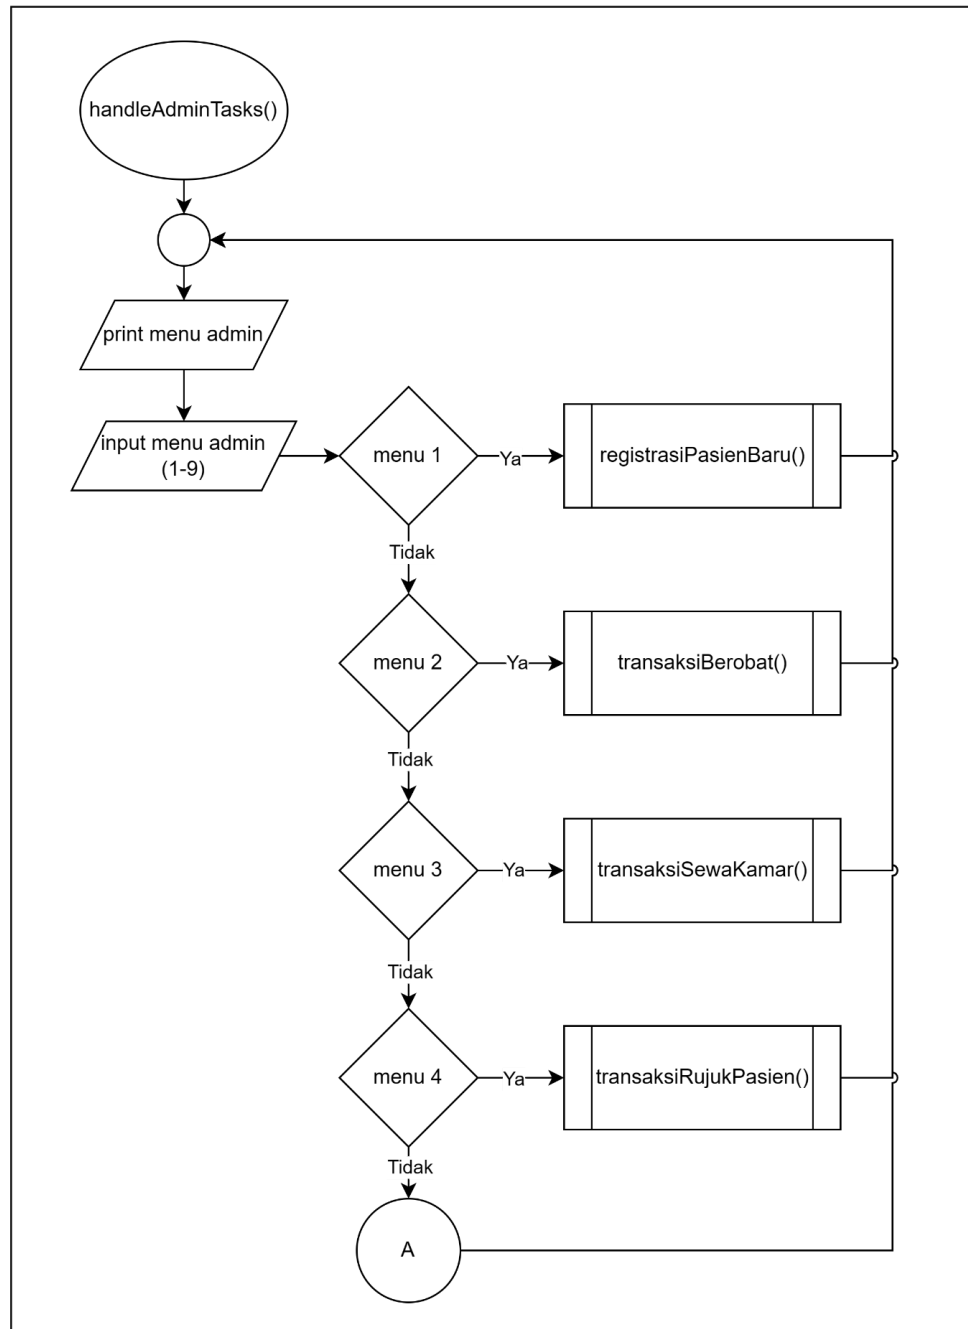 handleAdminTasks()
print menu admin
input menu admin
(1-9)
menu 1
Ya
registrasiPasienBaru()
Tidak
menu 2
Ya
transaksiBerobat()
Tidak
menu 3
Ya
transaksiSewaKamar()
Tidak
menu 4
Ya
transaksiRujukPasien()
Tidak
A